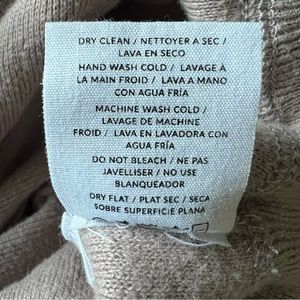 DRY CLEAN / NETTOYER A SEC /
LAVA EN SECO
HAND WASH COLD / LAVAGE À
LA MAIN FROID / LAVA A MANO
CON AGUA FRÍA
MACHINE WASH COLD /
LAVAGE DE MACHINE
FROID / LAVA EN LAVADORA CON
AGUA FRÍA
DO NOT BLEACH / NE PAS
JAVELLISER / NO USE
BLANQUEADOR
DRY FLAT / PLAT SEC / SECA
SOBRE SUPERFICIE PLANA